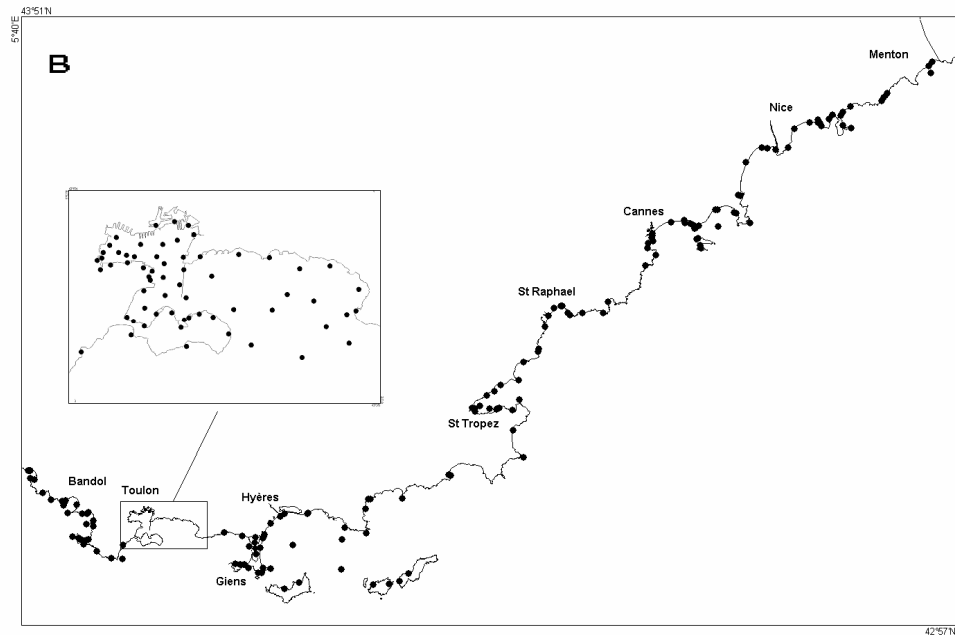 43°51'N
5°40'E
B
Menton
Nice
Cannes
St Raphael
St Tropez
Bandol
Toulon
Hyères
Giens
42°57'N